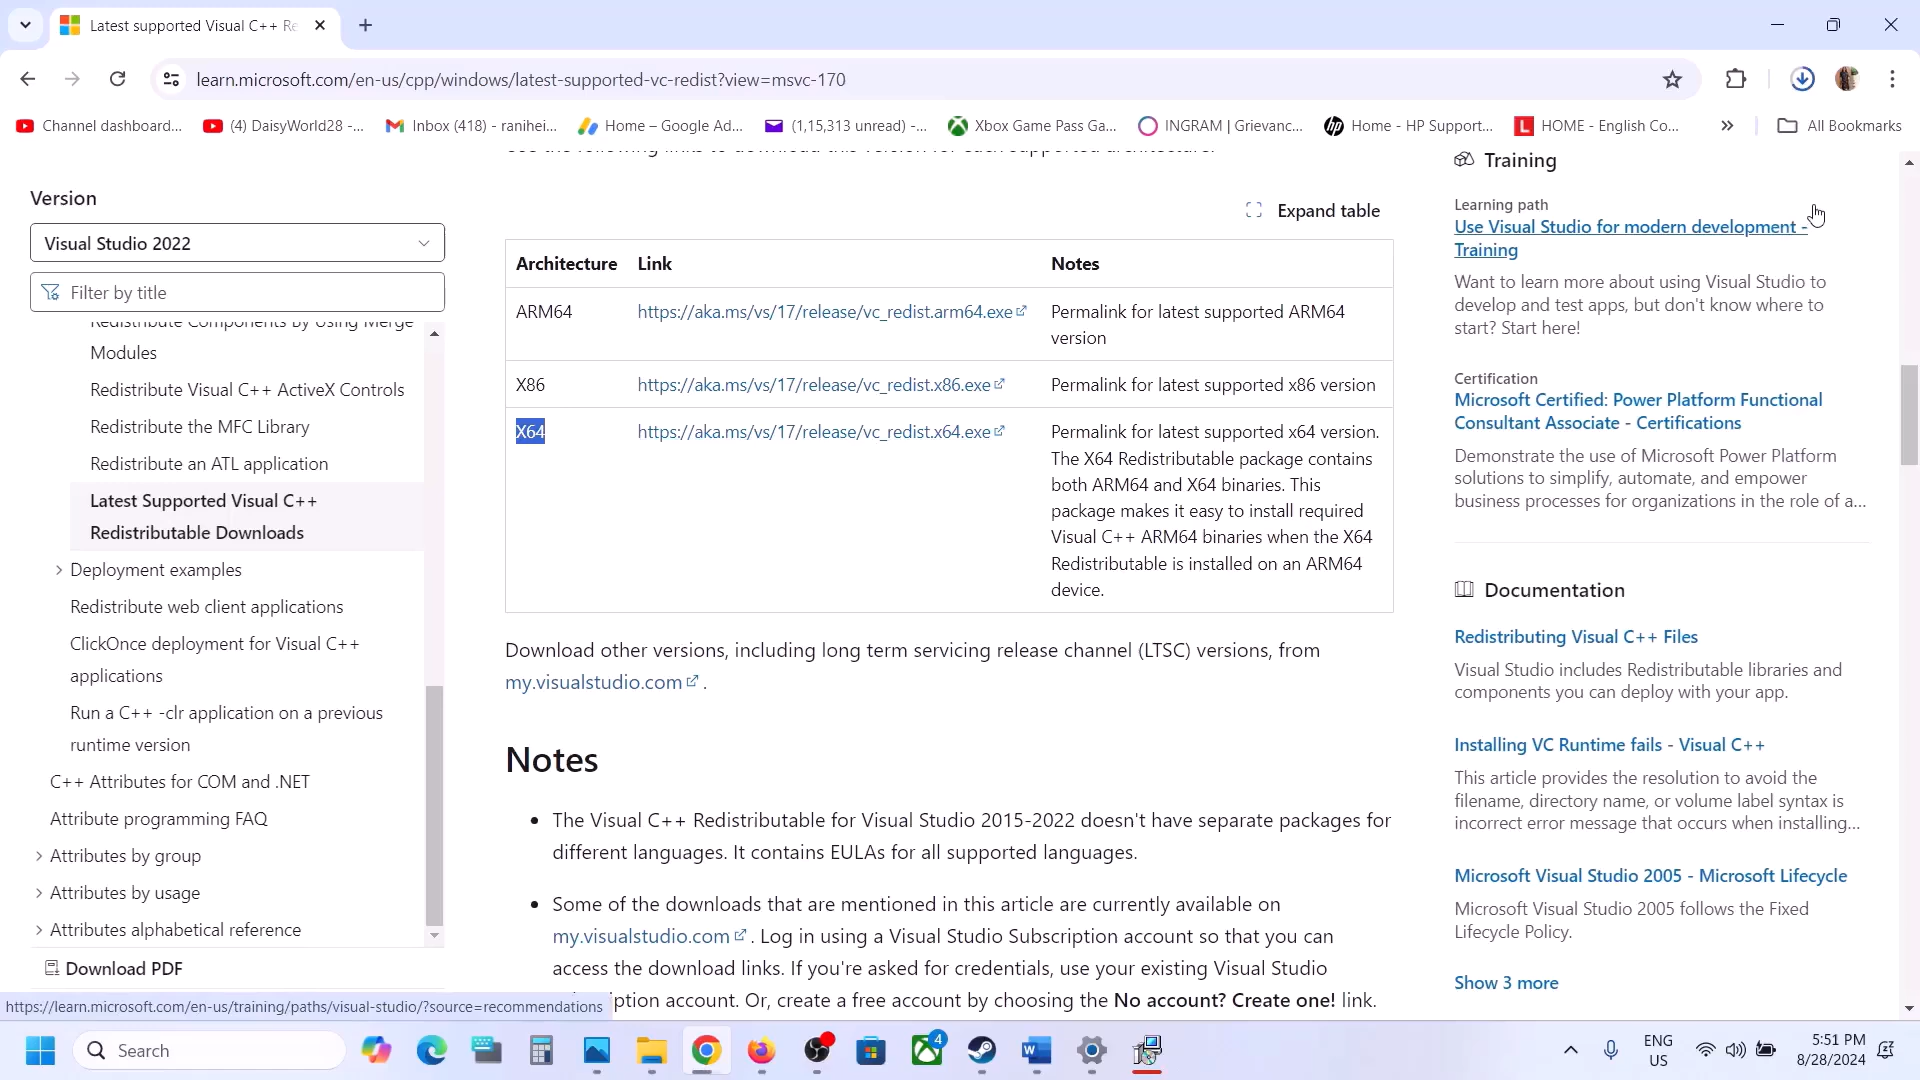 Latest supported Visual C++ Re
learn.microsoft.com/en-us/cpp/windows/latest-supported-vc-redist?view=msvc-170
Channel dashboard...
(4) DaisyWorld28 -...
Inbox (418) - ranihei...
Home – Google Ad...
(1,15,313 unread) -...
Xbox Game Pass Ga...
INGRAM | Grievanc...
Home - HP Support...
HOME - English Co...
All Bookmarks
Version
Visual Studio 2022
Filter by title
Redistribute Components by Using Merge
Modules
Redistribute Visual C++ ActiveX Controls
Redistribute the MFC Library
Redistribute an ATL application
Latest Supported Visual C++
Redistributable Downloads
Deployment examples
Redistribute web client applications
ClickOnce deployment for Visual C++
applications
Run a C++ -clr application on a previous
runtime version
C++ Attributes for COM and .NET
Attribute programming FAQ
Attributes by group
Attributes by usage
Attributes alphabetical reference
Download PDF
https://learn.microsoft.com/en-us/training/paths/visual-studio/?source=recommendations
Use the following links to download this version for each supported architecture:
Expand table
Architecture Link Notes
ARM64 https://aka.ms/vs/17/release/vc_redist.arm64.exe Permalink for latest supported ARM64
version
X86 https://aka.ms/vs/17/release/vc_redist.x86.exe Permalink for latest supported x86 version
X64 https://aka.ms/vs/17/release/vc_redist.x64.exe Permalink for latest supported x64 version.
The X64 Redistributable package contains
both ARM64 and X64 binaries. This
package makes it easy to install required
Visual C++ ARM64 binaries when the X64
Redistributable is installed on an ARM64
device.
Download other versions, including long term servicing release channel (LTSC) versions, from
my.visualstudio.com .
Notes
• The Visual C++ Redistributable for Visual Studio 2015-2022 doesn't have separate packages for
different languages. It contains EULAs for all supported languages.
• Some of the downloads that are mentioned in this article are currently available on
my.visualstudio.com . Log in using a Visual Studio Subscription account so that you can
access the download links. If you're asked for credentials, use your existing Visual Studio
ption account. Or, create a free account by choosing the No account? Create one! link.
Training
Learning path
Use Visual Studio for modern development -
Training
Want to learn more about using Visual Studio to
develop and test apps, but don't know where to
start? Start here!
Certification
Microsoft Certified: Power Platform Functional
Consultant Associate - Certifications
Demonstrate the use of Microsoft Power Platform
solutions to simplify, automate, and empower
business processes for organizations in the role of a...
Documentation
Redistributing Visual C++ Files
Visual Studio includes Redistributable libraries and
components you can deploy with your app.
Installing VC Runtime fails - Visual C++
This article provides the resolution to avoid the
filename, directory name, or volume label syntax is
incorrect error message that occurs when installing...
Microsoft Visual Studio 2005 - Microsoft Lifecycle
Microsoft Visual Studio 2005 follows the Fixed
Lifecycle Policy.
Show 3 more
Search
4
ENG
US
5:51 PM
8/28/2024